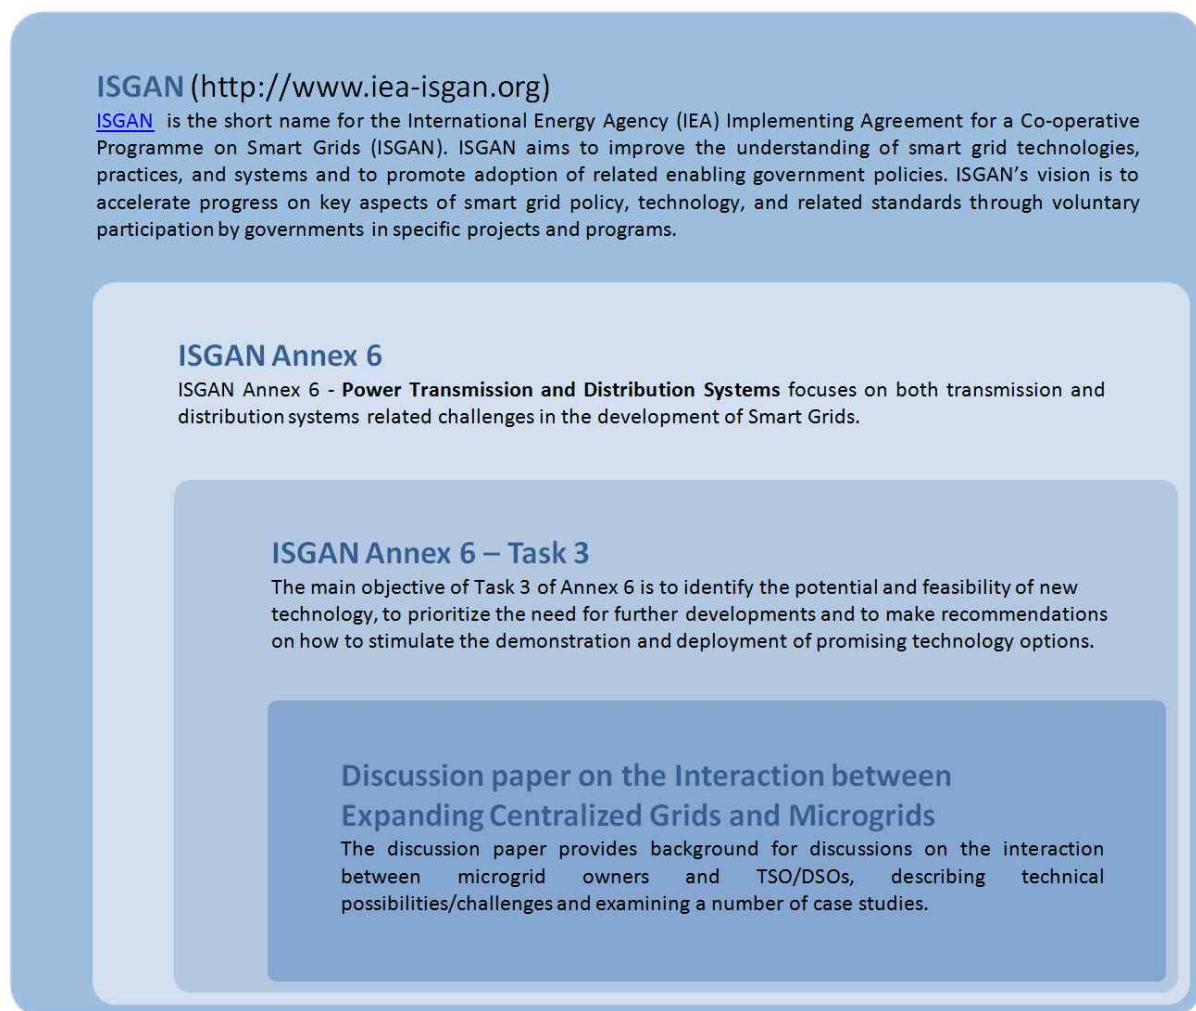 ISGAN (http://www.iea-isgan.org)
ISGAN is the short name for the International Energy Agency (IEA) Implementing Agreement for a Co-operative
Programme on Smart Grids (ISGAN). ISGAN aims to improve the understanding of smart grid technologies,
practices, and systems and to promote adoption of related enabling government policies. ISGAN’s vision is to
accelerate progress on key aspects of smart grid policy, technology, and related standards through voluntary
participation by governments in specific projects and programs.
ISGAN Annex 6
ISGAN Annex 6 - Power Transmission and Distribution Systems focuses on both transmission and
distribution systems related challenges in the development of Smart Grids.
ISGAN Annex 6 – Task 3
The main objective of Task 3 of Annex 6 is to identify the potential and feasibility of new
technology, to prioritize the need for further developments and to make recommendations
on how to stimulate the demonstration and deployment of promising technology options.
Discussion paper on the Interaction between
Expanding Centralized Grids and Microgrids
The discussion paper provides background for discussions on the interaction
between microgrid owners and TSO/DSOs, describing technical
possibilities/challenges and examining a number of case studies.